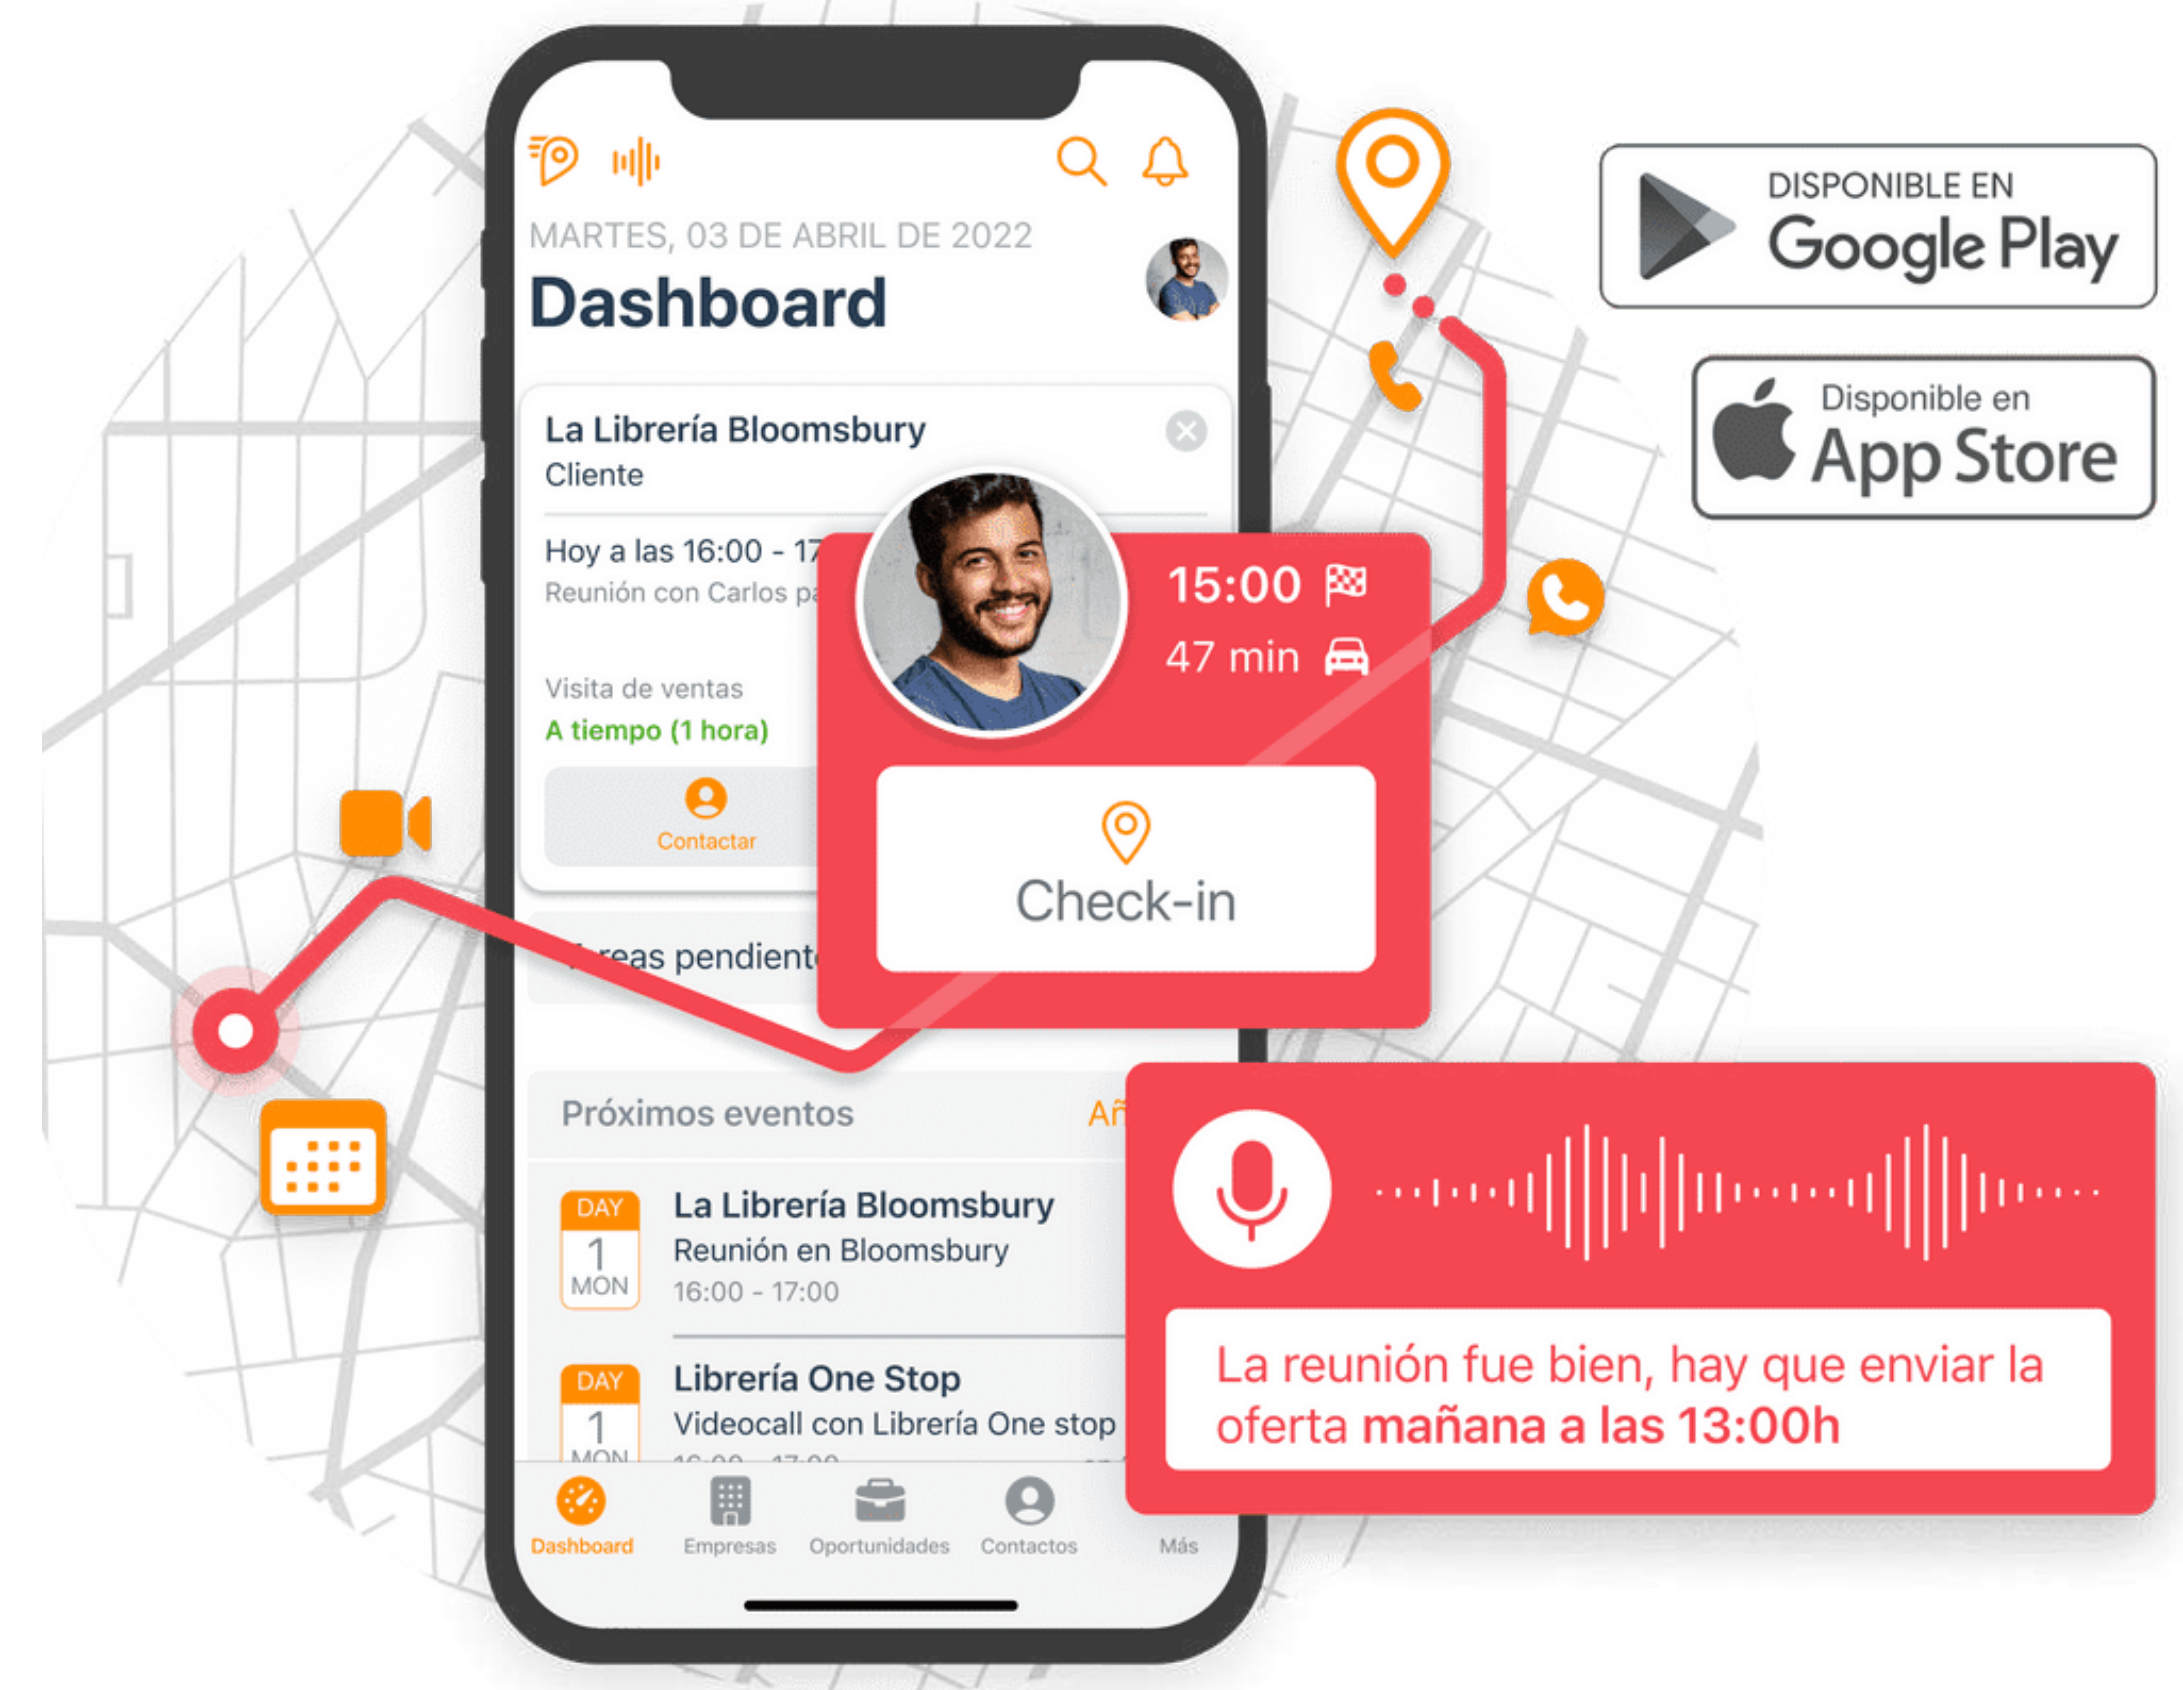 MARTES, 03 DE ABRIL DE 2022
Dashboard
La Librería Bloomsbury
Cliente
Hoy a las 16:00 - 17
Reunión con Carlos
Visita de ventas
A tiempo (1 hora)
Contactar
15:00
47 min
Check-in
DISPONIBLE EN
Google Play
Disponible en
App Store
Próximos eventos
DAY
1
MON
La Librería Bloomsbury
Reunión en Bloomsbury
16:00 - 17:00
DAY
1
MON
Librería One Stop
Videocall con Librería One stop
La reunión fue bien, hay que enviar la
oferta mañana a las 13:00h
Dashboard
Empresas
Oportunidades
Contactos
Más